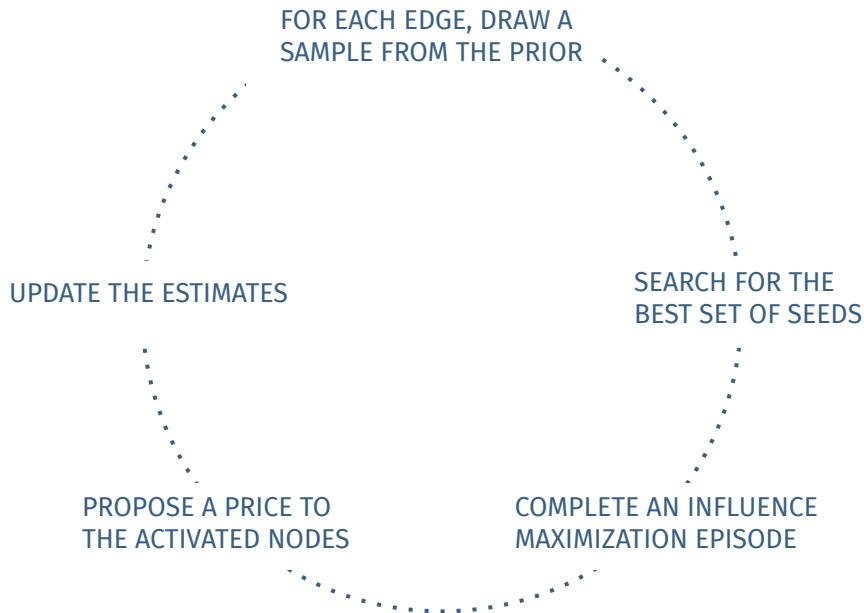 FOR EACH EDGE, DRAW A
SAMPLE FROM THE PRIOR
SEARCH FOR THE
BEST SET OF SEEDS
COMPLETE AN INFLUENCE
MAXIMIZATION EPISODE
PROPOSE A PRICE TO
THE ACTIVATED NODES
UPDATE THE ESTIMATES